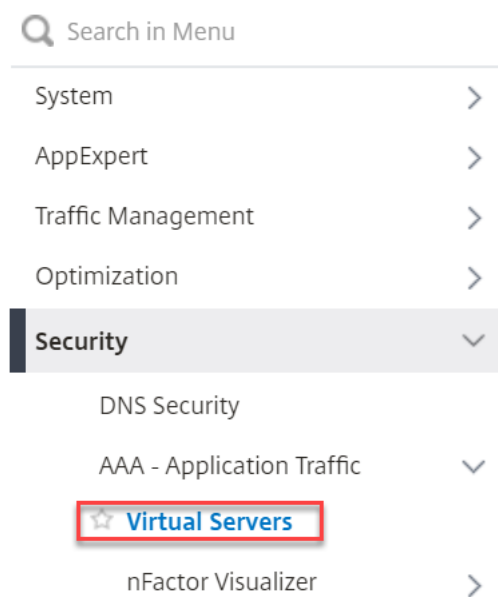 Search in Menu
System
AppExpert
Traffic Management
Optimization
Security
DNS Security
AAA - Application Traffic
Virtual Servers
nFactor Visualizer